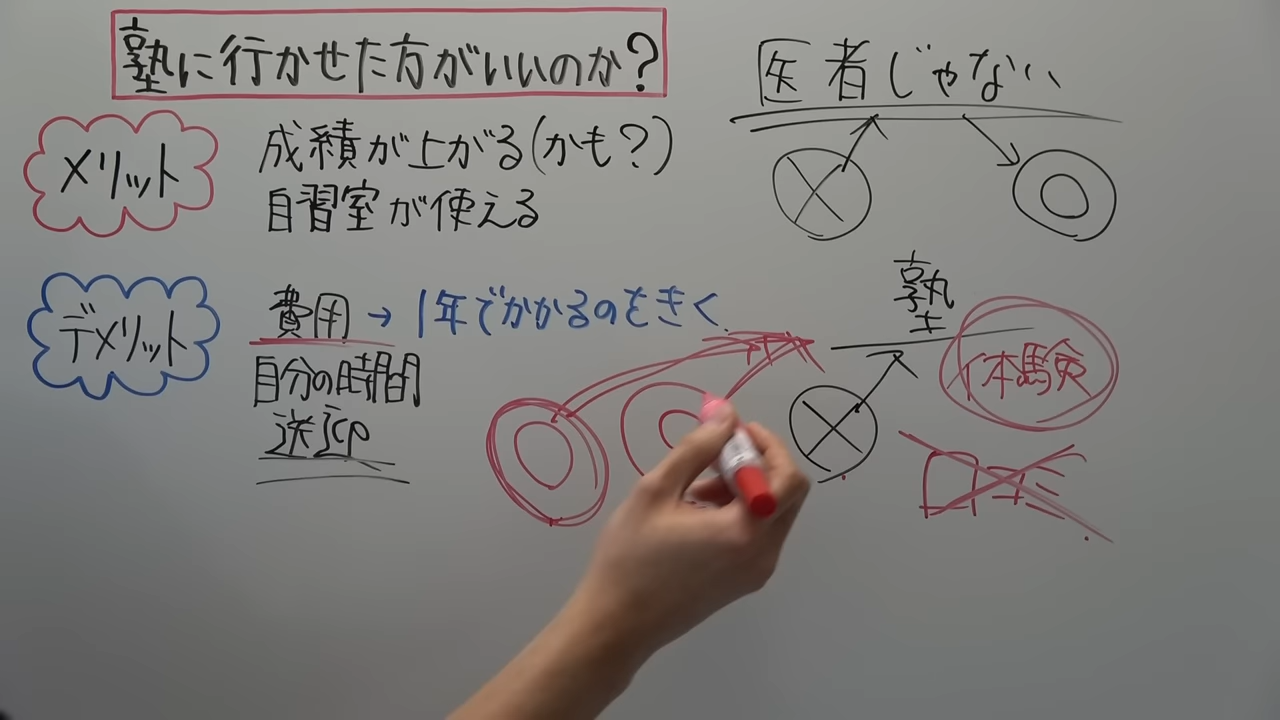 塾に行かせた方がいいのか?
メリット
成績が上がる(かも?)
自習室が使える
デメリット
費用→1年でかかるのをきく
自分の時間
送迎
医者じゃない
塾
体験
口コミ